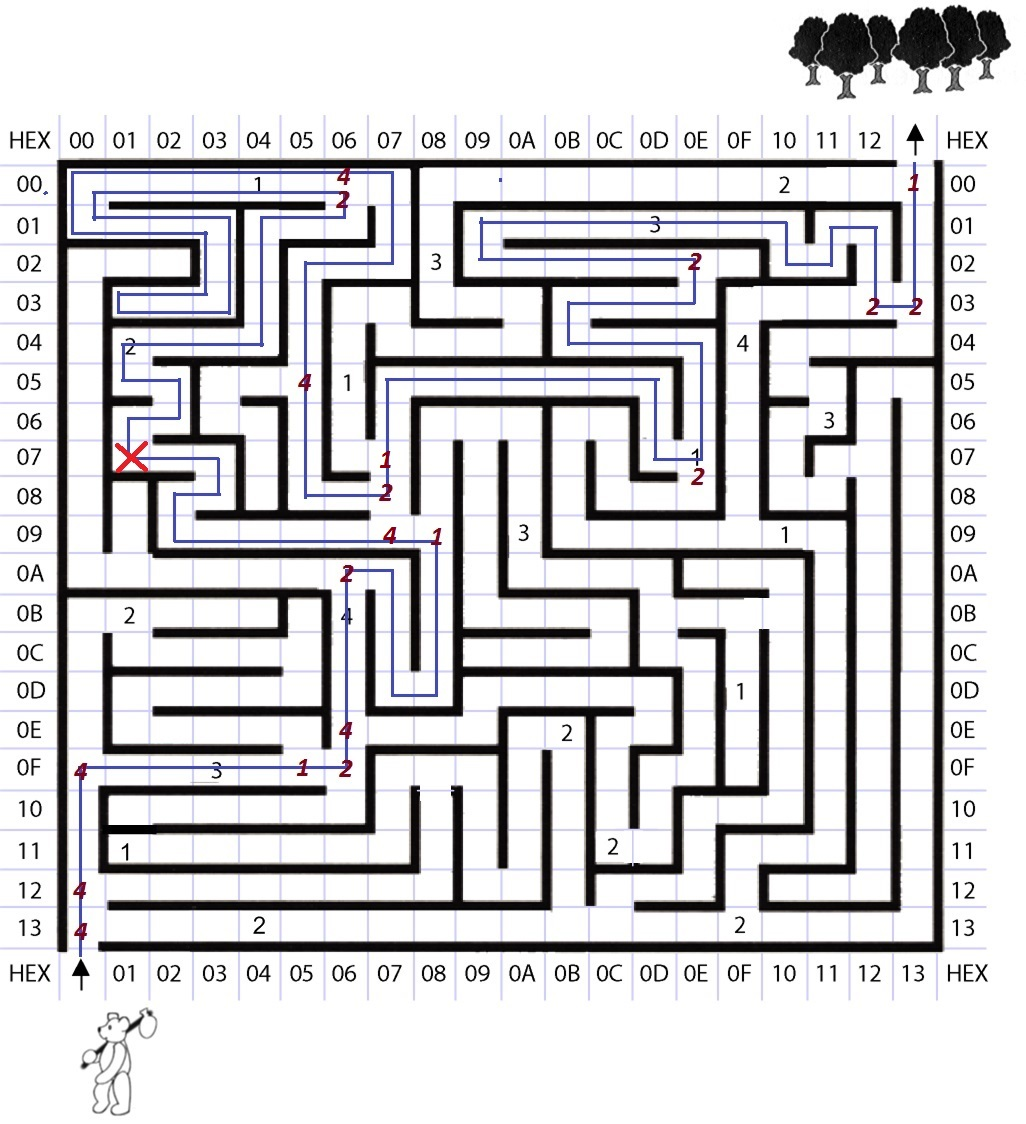 HEX 00 01 02 03 04 05 06 07 08 09 0A 0B 0C 0D 0E 0F 10 11 12 HEX
00 1 4 2 2 1 00
01 3 01
02 3 2 02
03 2 2 03
04 2 4 04
05 4 1 05
06 3 06
07 1 1 07
08 2 2 08
09 4 1 3 1 09
0A 2 0A
0B 2 4 0B
0C 0C
0D 1 0D
0E 4 2 0E
0F 4 3 1 2 0F
10 10
11 1 2 11
12 4 12
13 4 2 2 13
HEX 01 02 03 04 05 06 07 08 09 0A 0B 0C 0D 0E 0F 10 11 12 13 HEX